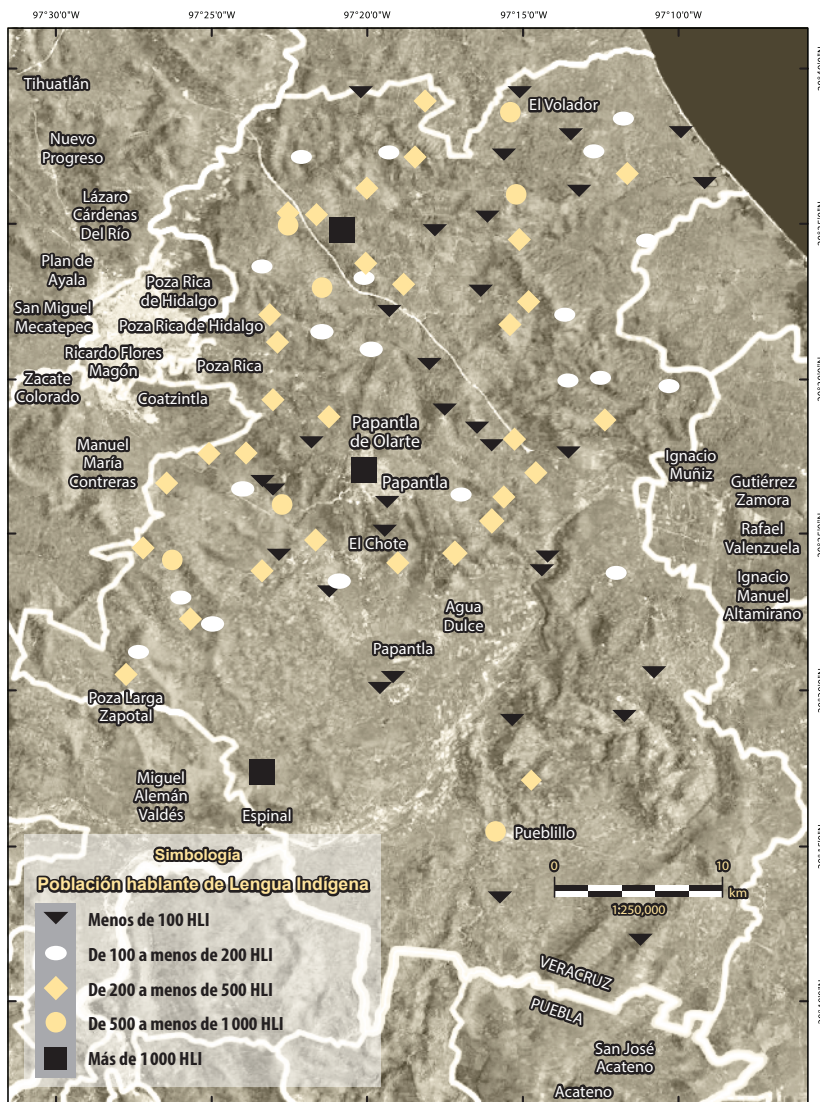 97°30'0"W
97°25'0"W
97°20'0"W
97°15'0"W
97°10'0"W
Tihuatlán
El Volador
Nuevo
Progreso
Lázaro
Cárdenas
Del Río
Plan de
Ayala
Poza Rica
de Hidalgo
San Miguel
Mecatepec
Poza Rica de Hidalgo
Ricardo Flores
Magón
Poza Rica
Zacate
Colorado
Coatzintla
Papantla
de Olarte
Manuel
María
Contreras
Ignacio
Muñiz
Papantla
Gutiérrez
Zamora
El Chote
Rafael
Valenzuela
Ignacio
Manuel
Altamirano
Agua
Dulce
Papantla
Poza Larga
Zapotal
Miguel
Alemán
Valdés
Espinal
Pueblillo
Simbología
Población hablante de Lengua Indígena
Menos de 100 HLI
De 100 a menos de 200 HLI
De 200 a menos de 500 HLI
De 500 a menos de 1 000 HLI
Más de 1 000 HLI
0
10
km
1:250,000
VERACRUZ
PUEBLA
San José
Acateno
Acateno